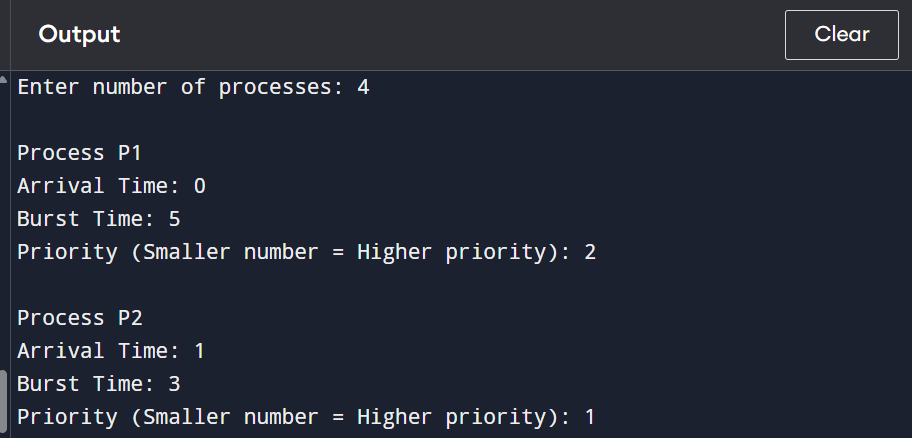 Output
Clear
Enter number of processes: 4
Process P1
Arrival Time: 0
Burst Time: 5
Priority (Smaller number = Higher priority): 2
Process P2
Arrival Time: 1
Burst Time: 3
Priority (Smaller number = Higher priority): 1